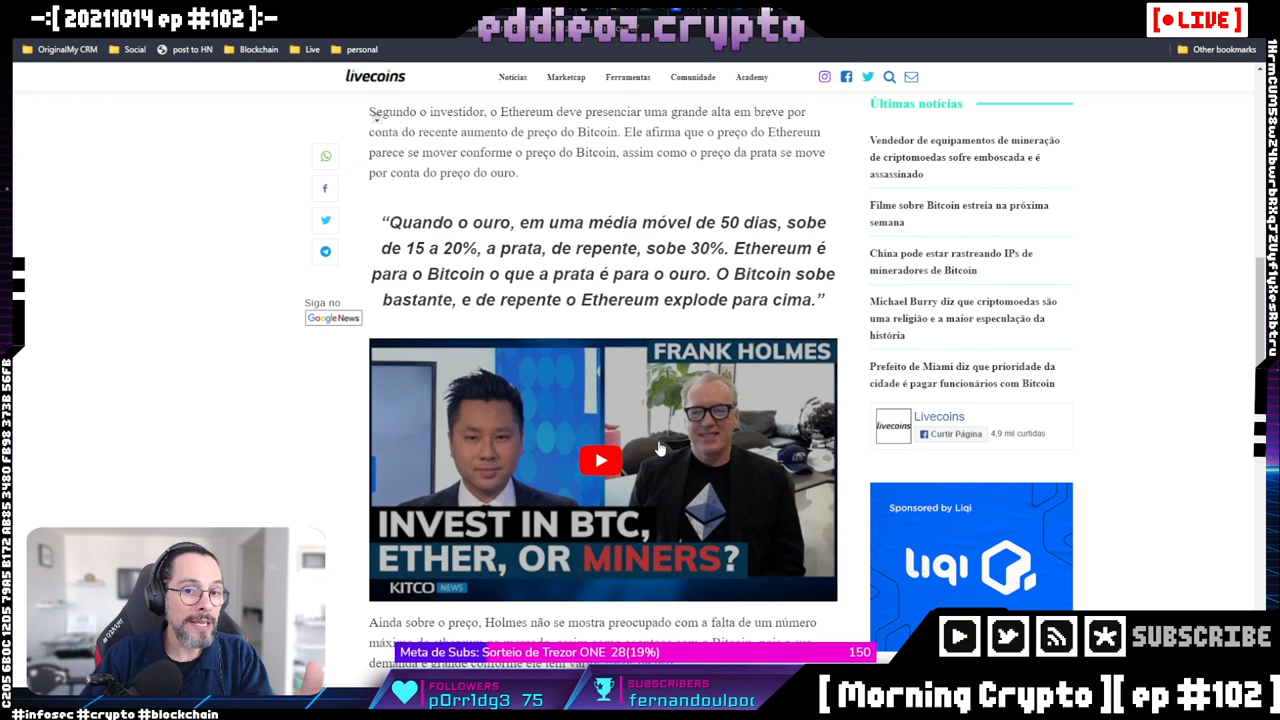 -:[ 20211014 ep #102 ]:-
eddieoz.crypto
[● LIVE ]
OriginalMy CRM
Social
post to HN
Blockchain
Live
personal
Other bookmarks
livecoins
Notícias
Marketcap
Ferramentas
Comunidade
Academy
Segundo o investidor, o Ethereum deve presenciar uma grande alta em breve por
conta do recente aumento de preço do Bitcoin. Ele afirma que o preço do Ethereum
parece se mover conforme o preço do Bitcoin, assim como o preço da prata se move
por conta do preço do ouro.
“Quando o ouro, em uma média móvel de 50 dias, sobe
de 15 a 20%, a prata, de repente, sobe 30%. Ethereum é
para o Bitcoin o que a prata é para o ouro. O Bitcoin sobe
bastante, e de repente o Ethereum explode para cima.”
Siga no
Google News
FRANK HOLMES
INVEST IN BTC,
ETHER, OR MINERS?
KITCO NEWS
Ainda sobre o preço, Holmes não se mostra preocupado com a falta de um número
Últimas notícias
Vendedor de equipamentos de mineração
de criptomoedas sofre emboscada e é
assassinado
Filme sobre Bitcoin estreia na próxima
semana
China pode estar rastreando IPs de
mineradores de Bitcoin
Michael Burry diz que criptomoedas são
uma religião e a maior especulação da
história
Prefeito de Miami diz que prioridade da
cidade é pagar funcionários com Bitcoin
livecoins
Livecoins
Curtir Página
4,9 mil curtidas
Sponsored by Liqi
LIQI
Meta de Subs: Sorteio de Trezor ONE 28(19%)
150
SUBSCRIBE
FOLLOWERS
p0rr1dg3 75
SUBSCRIBERS
fernandoulpoc
[ Morning Crypto ][ ep #102 ]
#infosec #crypto #blockchain